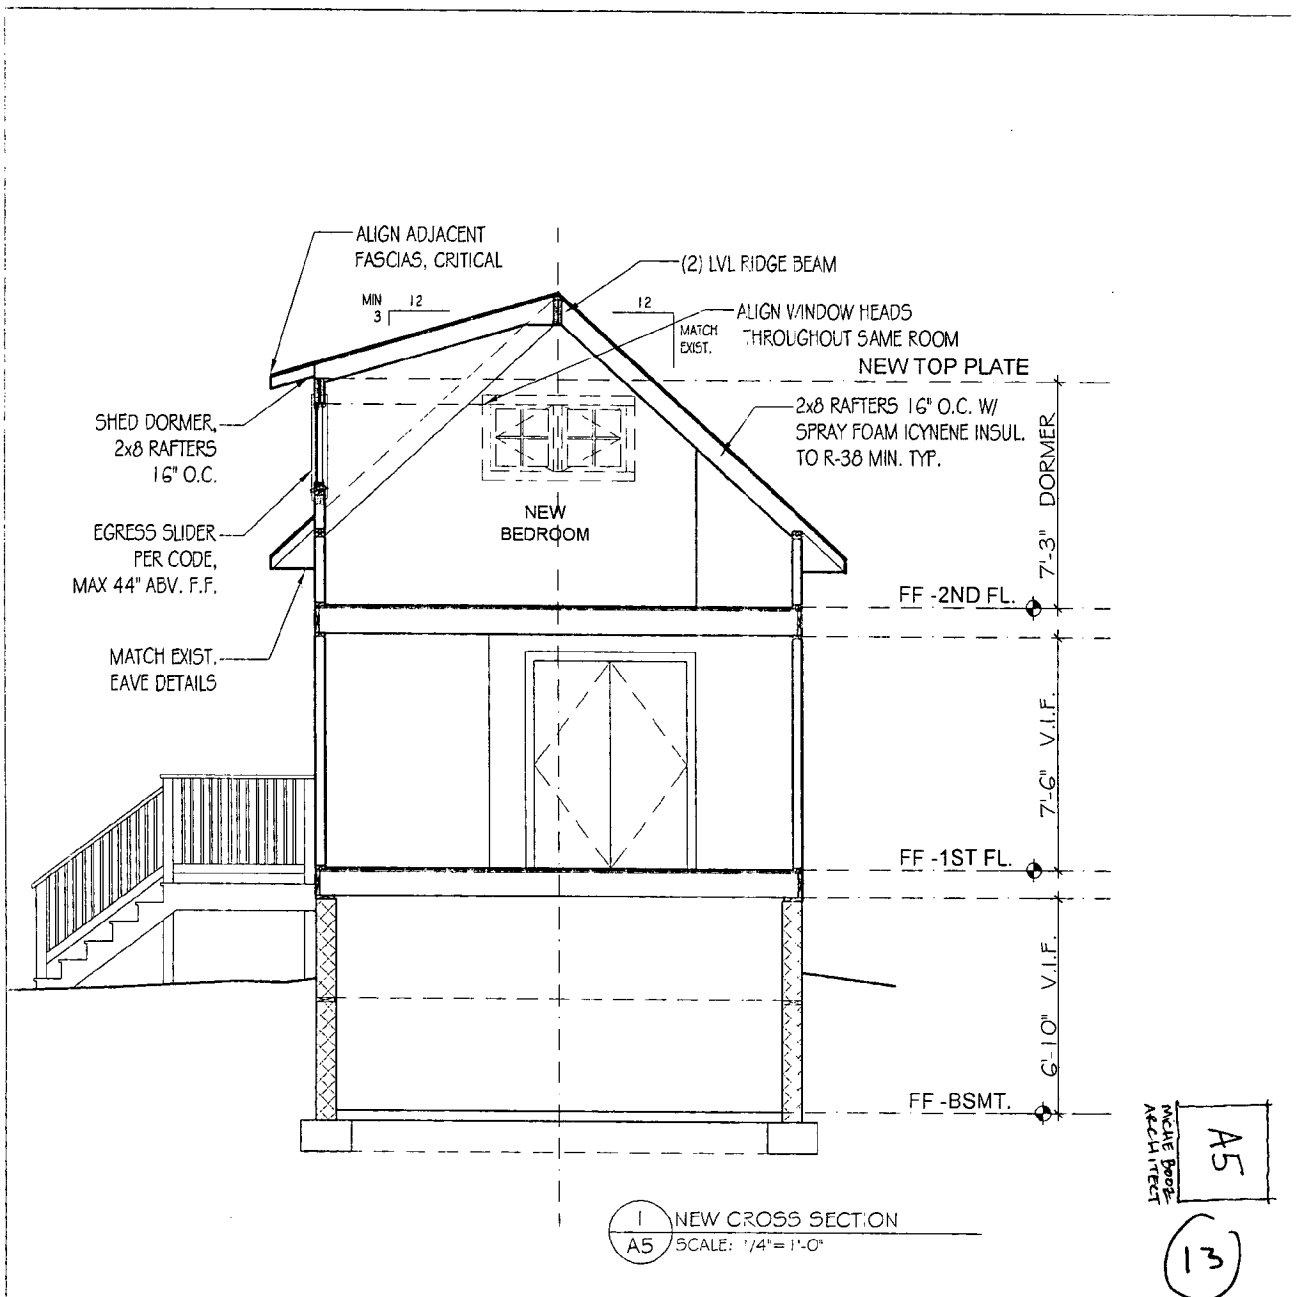 ALIGN ADJACENT
FASCIAS, CRITICAL
(2) LVL RIDGE BEAM
MIN
3
12
12
MATCH
EXIST.
ALIGN WINDOW HEADS
THROUGHOUT SAME ROOM
NEW TOP PLATE
SHED DORMER,
2x8 RAFTERS
16" O.C.
2x8 RAFTERS 16" O.C. W/
SPRAY FOAM ICYNENE INSUL.
TO R-38 MIN. TYP.
7'-3" DORMER
EGRESS SLIDER
PER CODE,
MAX 44" ABV. F.F.
NEW
BEDROOM
FF -2ND FL.
MATCH EXIST.
EAVE DETAILS
7'-6" V.I.F.
FF -1ST FL.
6'-10" V.I.F.
FF -BSMT.
1
A5
NEW CROSS SECTION
SCALE: 1/4"= 1'-0"
A5
MICHE BOOZ
ARCHITECT
13